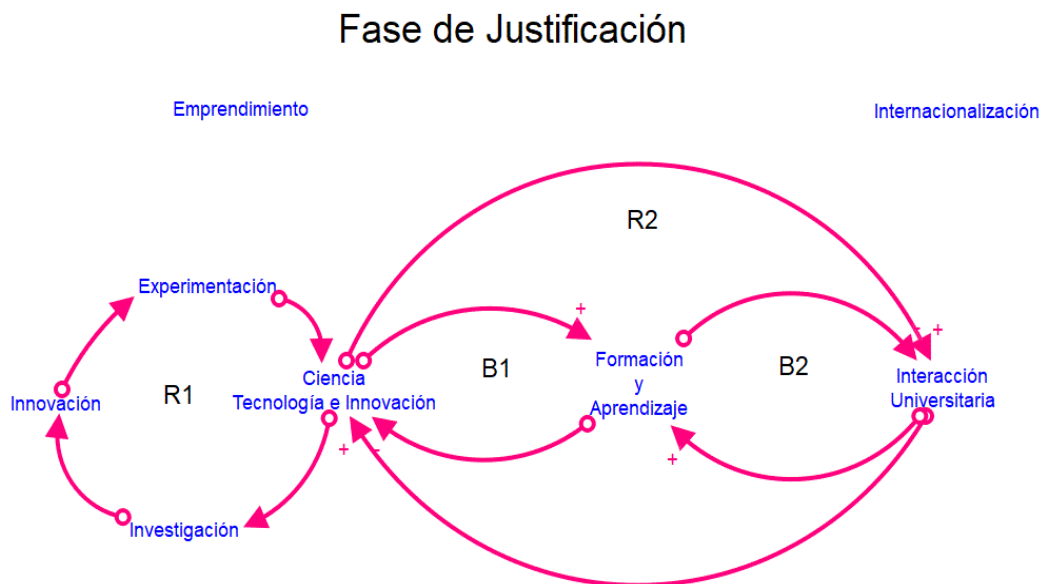 Fase de Justificación
Emprendimiento
Internacionalización
R2
Experimentación
+
- +
Formación
y
Aprendizaje
B1
B2
Ciencia
Tecnología e Innovación
Interacción
Universitaria
Innovación
R1
+
-
+
Investigación